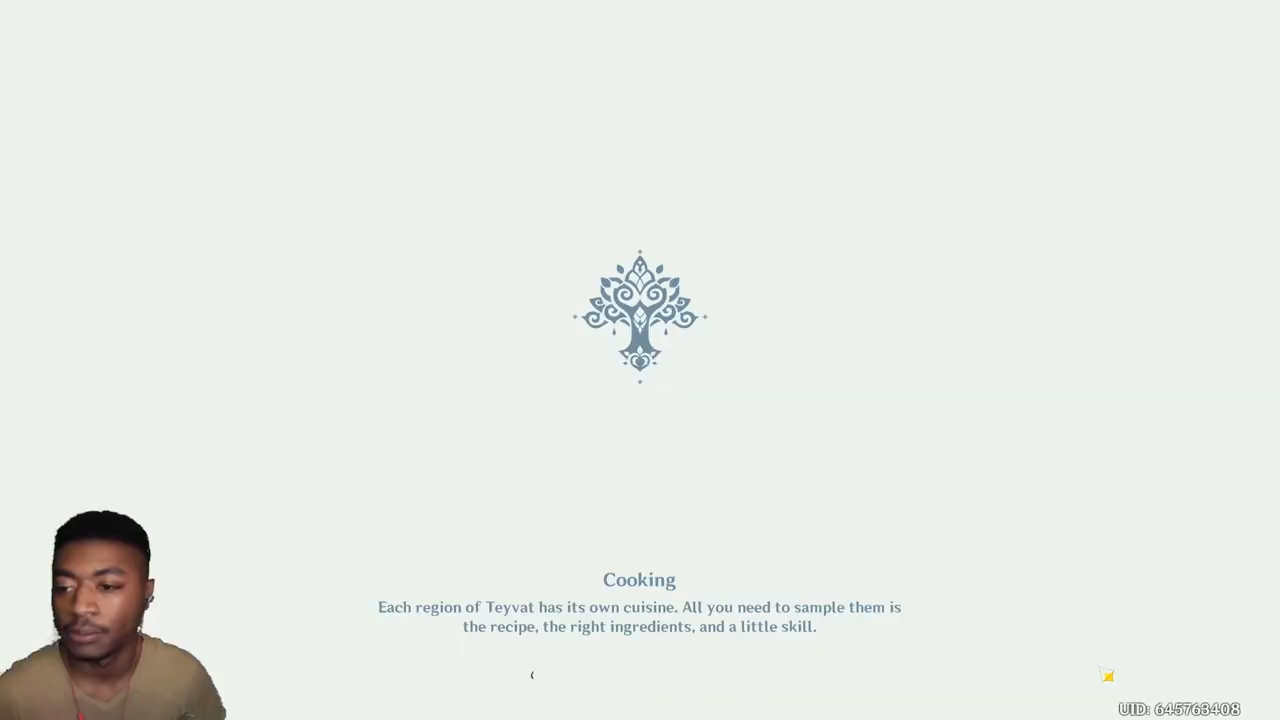 Cooking
Each region of Teyvat has its own cuisine. All you need to sample them is
the recipe, the right ingredients, and a little skill.
UID: 645763408